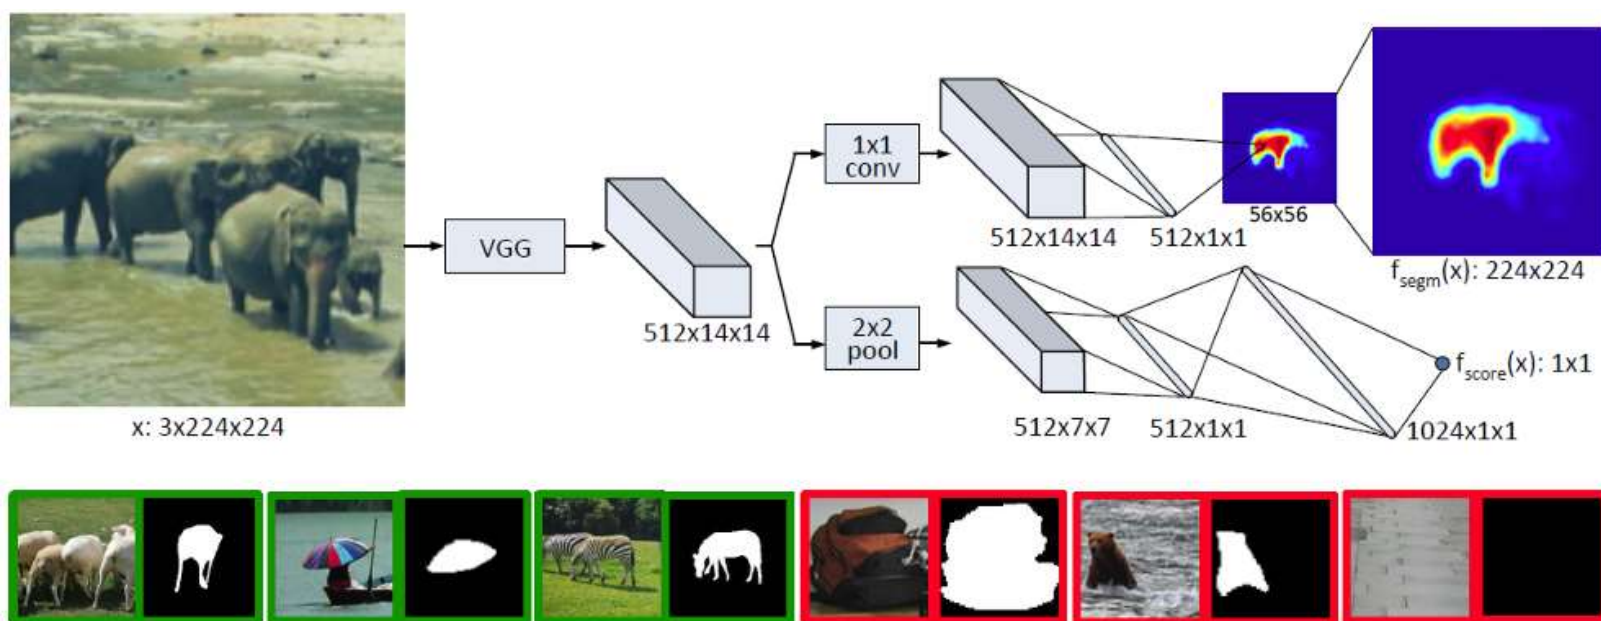 x: 3x224x224
VGG
512x14x14
1x1
conv
512x14x14
512x1x1
56x56
f_segm(x): 224x224
2x2
pool
512x7x7
512x1x1
1024x1x1
f_score(x): 1x1